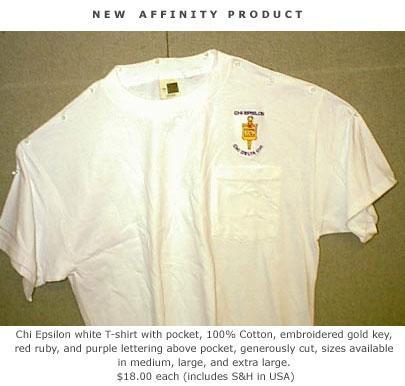 NEW AFFINITY PRODUCT
CHI EPSILON
Chi Epsilon white T-shirt with pocket, 100% Cotton, embroidered gold key,
red ruby, and purple lettering above pocket, generously cut, sizes available
in medium, large, and extra large.
$18.00 each (includes S&H in USA)